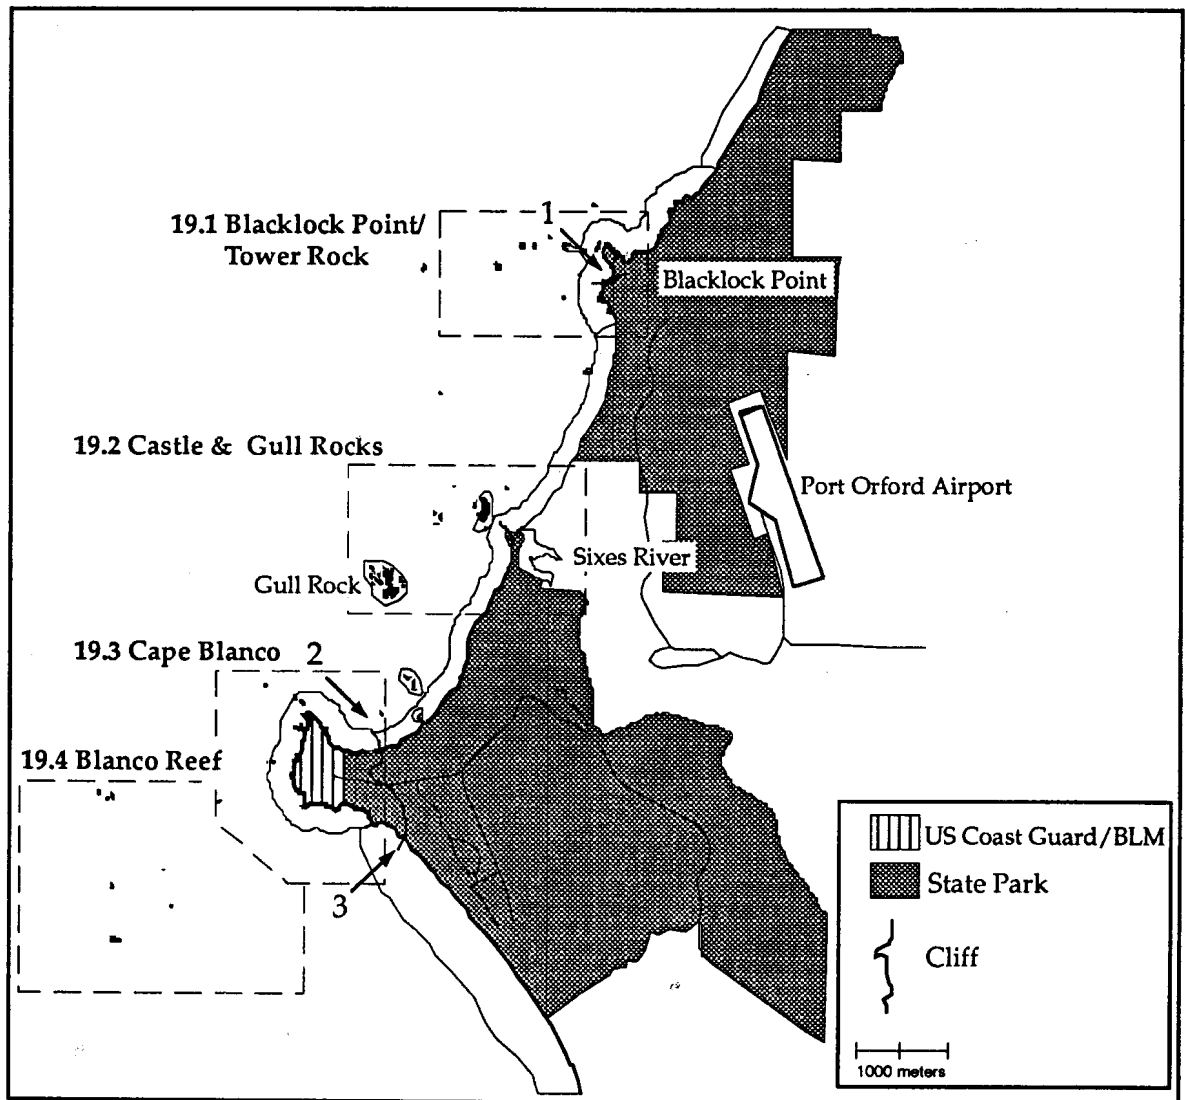 1
19.1 Blacklock Point/
Tower Rock
Blacklock Point
19.2 Castle & Gull Rocks
Port Orford Airport
Sixes River
Gull Rock
19.3 Cape Blanco
2
19.4 Blanco Reef
3
US Coast Guard/BLM
State Park
Cliff
1000 meters